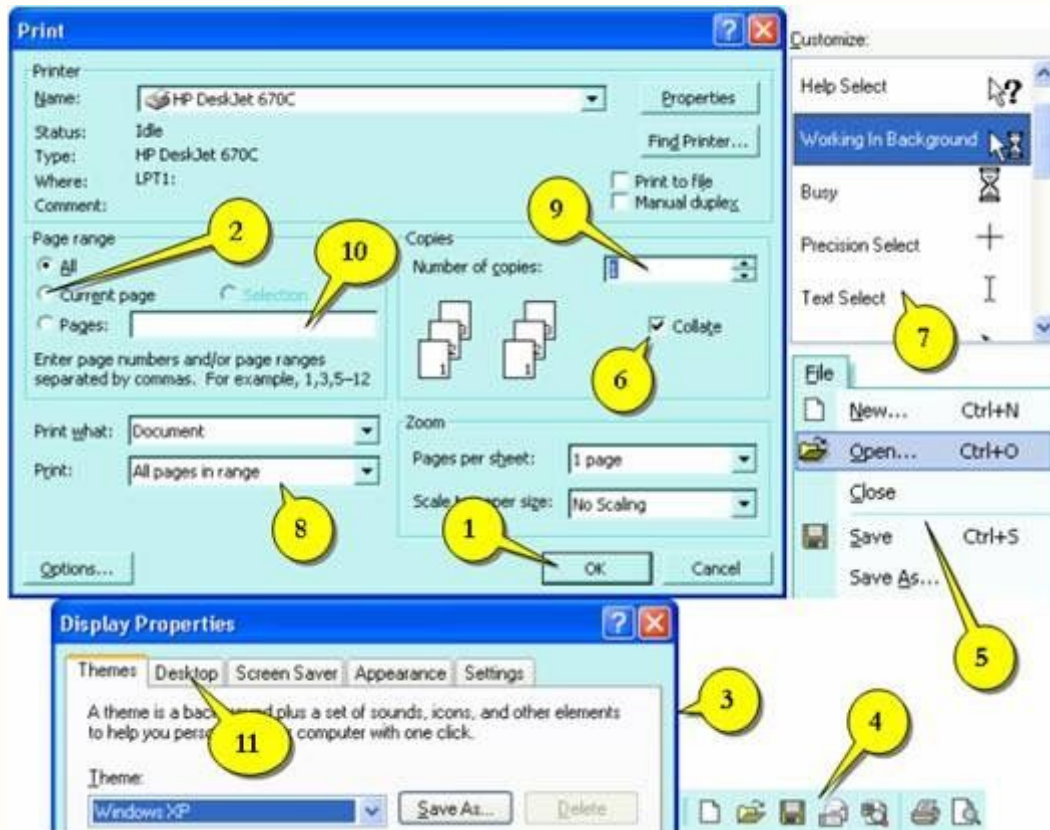 Print
Printer
Name: HP DeskJet 670C Properties
Status: Idle Find Printer...
Type: HP DeskJet 670C
Where: LPT1: Print to file
Comment: Manual duplex
Page range
2
All
Current page Selection
Pages:
10
Enter page numbers and/or page ranges
separated by commas. For example, 1,3,5–12
Copies
9
Number of copies: 1
1
1
Collate
6
Print what: Document
Print: All pages in range
8
Zoom
Pages per sheet: 1 page
Scale to paper size: No Scaling
1
Options... OK Cancel
Customize:
Help Select
Working In Background
Busy
Precision Select
Text Select
7
File
New... Ctrl+N
Open... Ctrl+O
Close
Save Ctrl+S
Save As...
5
Display Properties
Themes Desktop Screen Saver Appearance Settings
A theme is a plus a set of sounds, icons, and other elements
to help you computer with one click.
11
Theme:
Windows XP Save As... Delete
3
4